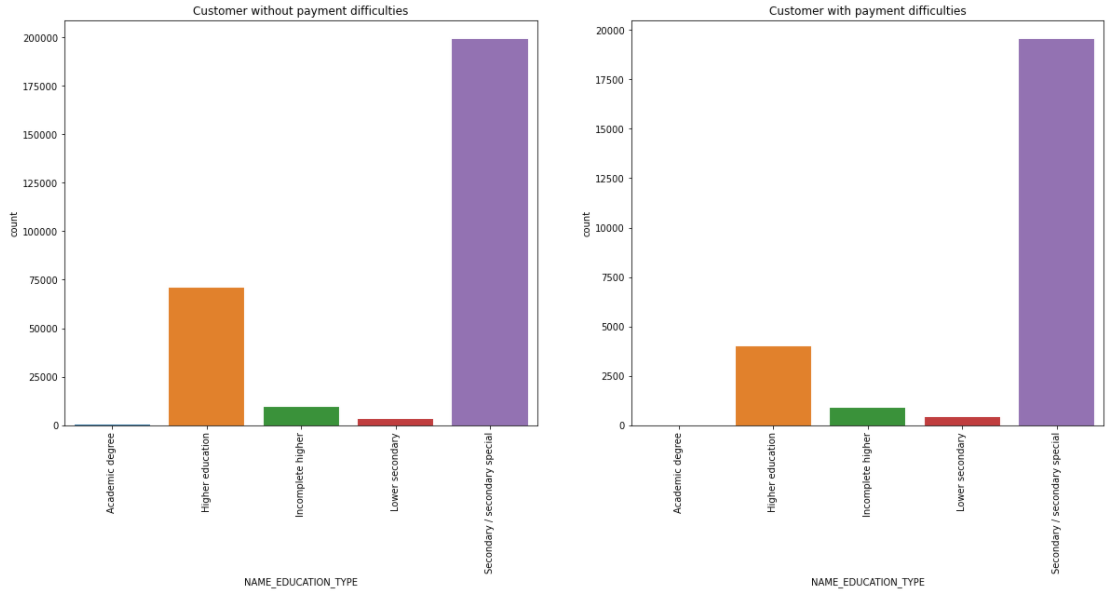 Customer without payment difficulties
200000
175000
150000
125000
100000
75000
50000
25000
0
count
Academic degree
Higher education
Incomplete higher
Lower secondary
Secondary / secondary special
NAME_EDUCATION_TYPE
Customer with payment difficulties
20000
17500
15000
12500
10000
7500
5000
2500
0
count
Academic degree
Higher education
Incomplete higher
Lower secondary
Secondary / secondary special
NAME_EDUCATION_TYPE